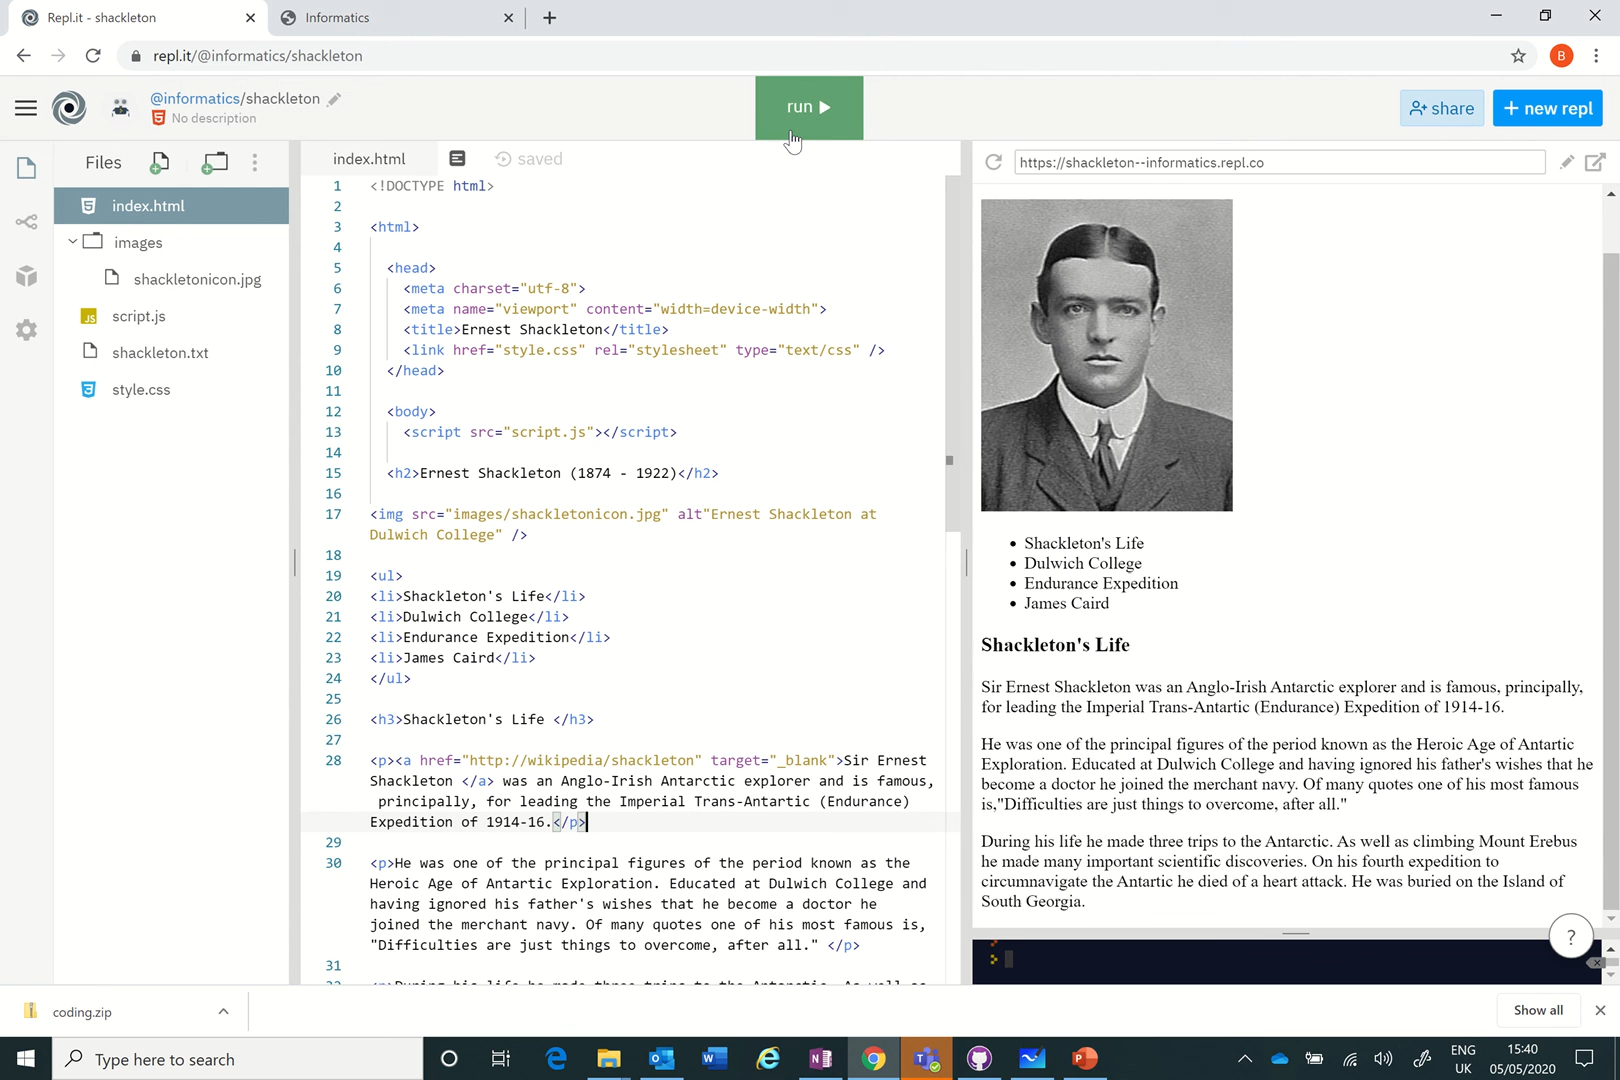 Repl.it - shackleton
Informatics
repl.it/@informatics/shackleton
B
@informatics/shackleton
No description
run
share
+ new repl
Files
index.html
images
shackletonicon.jpg
script.js
shackleton.txt
style.css
index.html
saved
1 <!DOCTYPE html>
2
3 <html>
4
5 <head>
6 <meta charset="utf-8">
7 <meta name="viewport" content="width=device-width">
8 <title>Ernest Shackleton</title>
9 <link href="style.css" rel="stylesheet" type="text/css" />
10 </head>
11
12 <body>
13 <script src="script.js"></script>
14
15 <h2>Ernest Shackleton (1874 - 1922)</h2>
16
17 <img src="images/shackletonicon.jpg" alt"Ernest Shackleton at
Dulwich College" />
18
19 <ul>
20 <li>Shackleton's Life</li>
21 <li>Dulwich College</li>
22 <li>Endurance Expedition</li>
23 <li>James Caird</li>
24 </ul>
25
26 <h3>Shackleton's Life </h3>
27
28 <p><a href="http://wikipedia/shackleton" target="_blank">Sir Ernest
Shackleton </a> was an Anglo-Irish Antarctic explorer and is famous,
principally, for leading the Imperial Trans-Antartic (Endurance)
Expedition of 1914-16.</p>
29
30 <p>He was one of the principal figures of the period known as the
Heroic Age of Antartic Exploration. Educated at Dulwich College and
having ignored his father's wishes that he become a doctor he
joined the merchant navy. Of many quotes one of his most famous is,
"Difficulties are just things to overcome, after all." </p>
31
https://shackleton--informatics.repl.co
Shackleton's Life
Dulwich College
Endurance Expedition
James Caird
Shackleton's Life
Sir Ernest Shackleton was an Anglo-Irish Antarctic explorer and is famous, principally,
for leading the Imperial Trans-Antartic (Endurance) Expedition of 1914-16.
He was one of the principal figures of the period known as the Heroic Age of Antartic
Exploration. Educated at Dulwich College and having ignored his father's wishes that he
become a doctor he joined the merchant navy. Of many quotes one of his most famous
is,"Difficulties are just things to overcome, after all."
During his life he made three trips to the Antarctic. As well as climbing Mount Erebus
he made many important scientific discoveries. On his fourth expedition to
circumnavigate the Antartic he died of a heart attack. He was buried on the Island of
South Georgia.
?
coding.zip
Show all
Type here to search
ENG
UK
15:40
05/05/2020